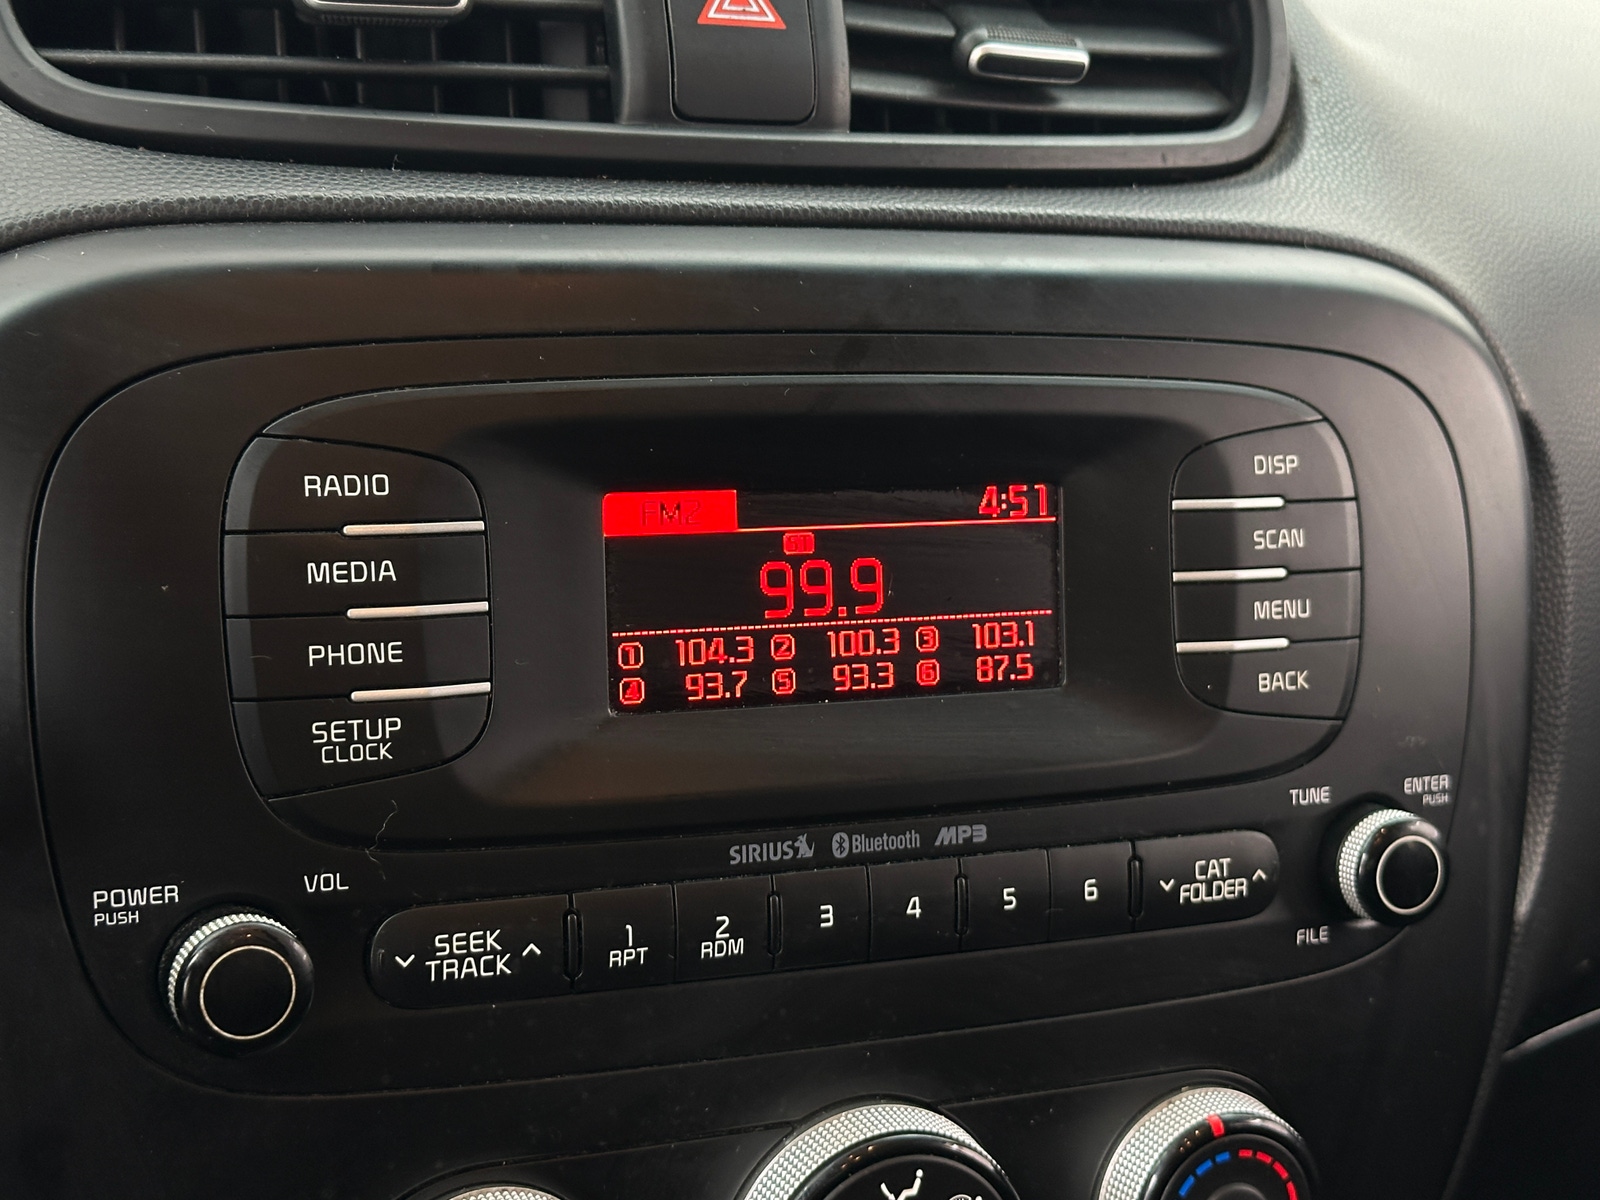 RADIO
MEDIA
PHONE
SETUP
CLOCK
FM2
4:51
ST
99.9
1 104.3 2 100.3 3 103.1
4 93.7 5 93.3 6 87.5
DISP
SCAN
MENU
BACK
SIRIUS Bluetooth MP3
POWER
PUSH
VOL
SEEK
TRACK
1
RPT
2
RDM
3
4
5
6
CAT
FOLDER
TUNE
ENTER
PUSH
FILE